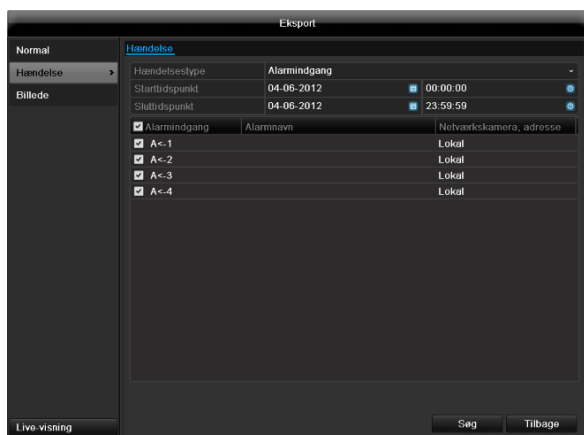 Eksport
Normal
Hændelse
Billede
Live-visning
Hændelse
Hændelsestype Alarmindgang
Starttidspunkt 04-06-2012 00:00:00
Sluttidspunkt 04-06-2012 23:59:59
Alarmindgang Alarmnavn Netværkskamera, adresse
A<-1 Lokal
A<-2 Lokal
A<-3 Lokal
A<-4 Lokal
Søg Tilbage